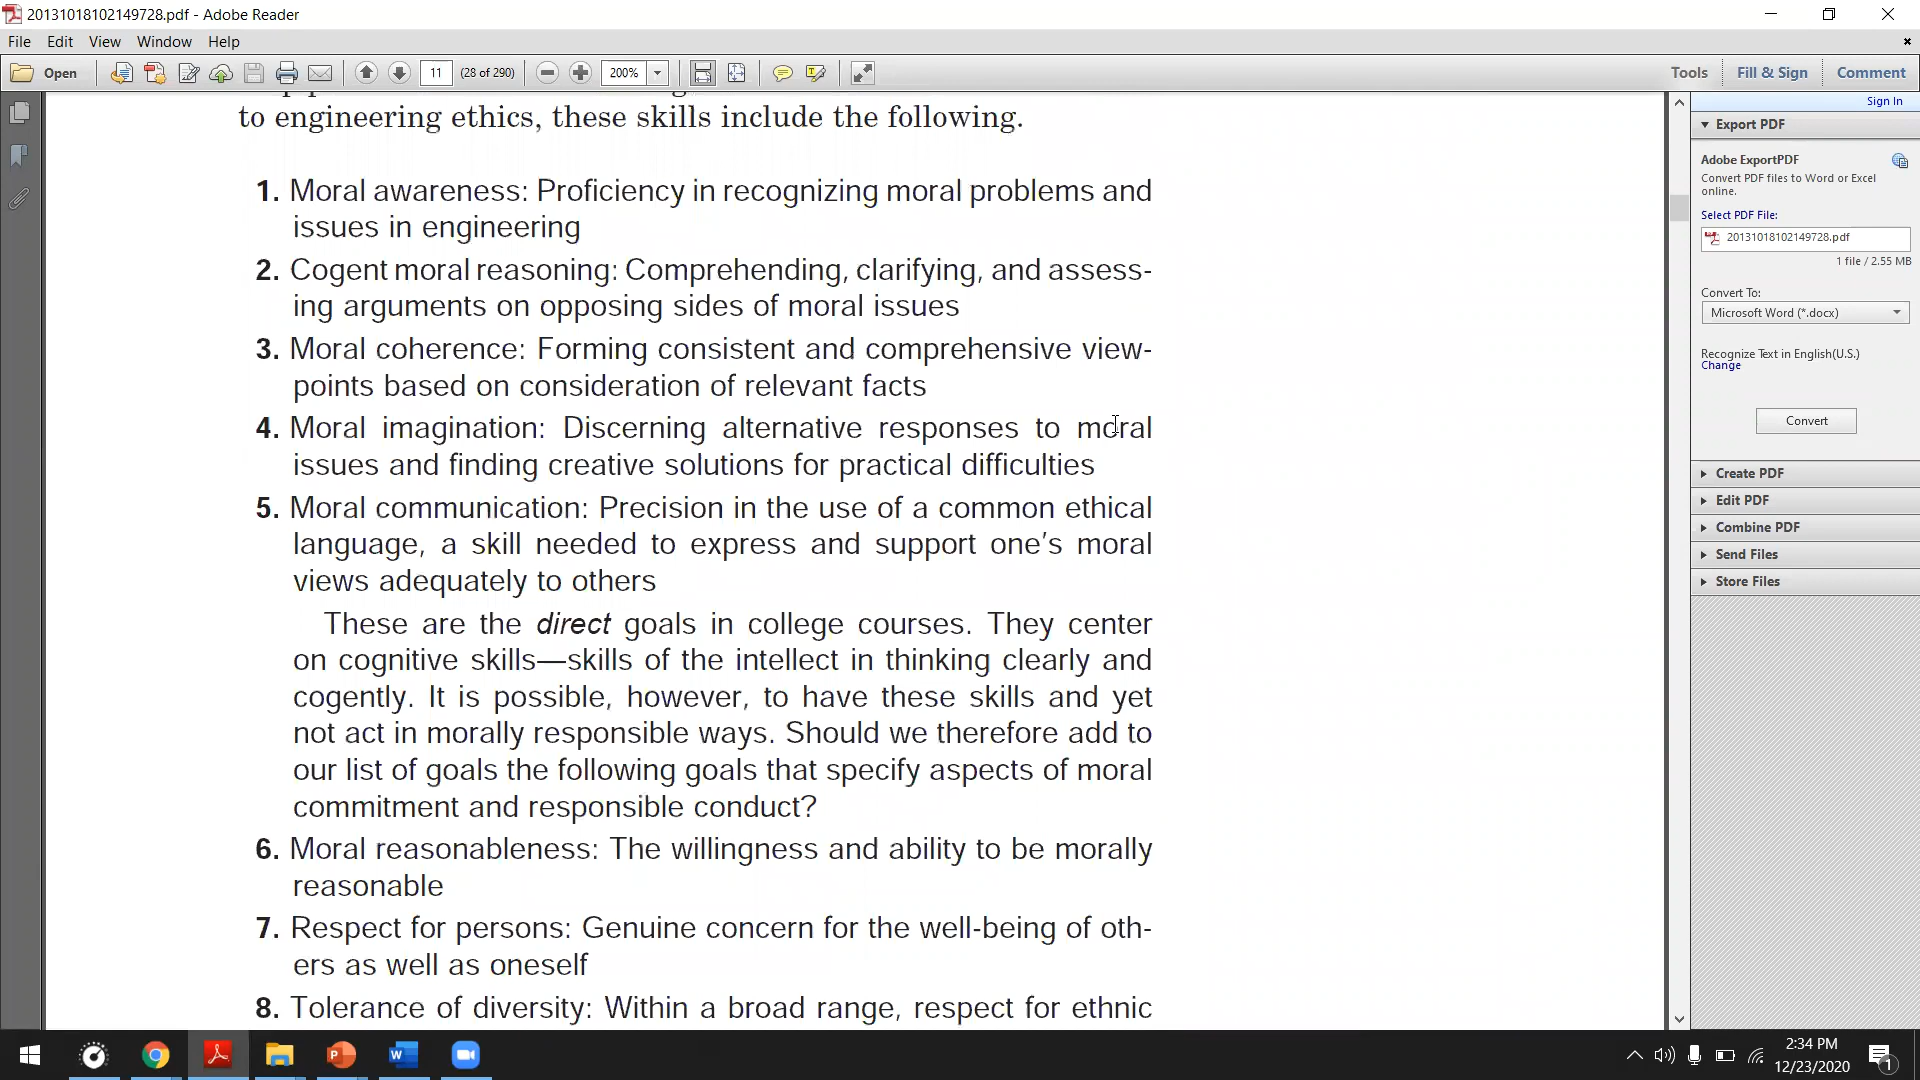 20131018102149728.pdf - Adobe Reader
File Edit View Window Help
Open 11 (28 of 290) 200% Tools Fill & Sign Comment
to engineering ethics, these skills include the following.
1. Moral awareness: Proficiency in recognizing moral problems and
issues in engineering
2. Cogent moral reasoning: Comprehending, clarifying, and assess-
ing arguments on opposing sides of moral issues
3. Moral coherence: Forming consistent and comprehensive view-
points based on consideration of relevant facts
4. Moral imagination: Discerning alternative responses to moral
issues and finding creative solutions for practical difficulties
5. Moral communication: Precision in the use of a common ethical
language, a skill needed to express and support one's moral
views adequately to others
These are the direct goals in college courses. They center
on cognitive skills—skills of the intellect in thinking clearly and
cogently. It is possible, however, to have these skills and yet
not act in morally responsible ways. Should we therefore add to
our list of goals the following goals that specify aspects of moral
commitment and responsible conduct?
6. Moral reasonableness: The willingness and ability to be morally
reasonable
7. Respect for persons: Genuine concern for the well-being of oth-
ers as well as oneself
8. Tolerance of diversity: Within a broad range, respect for ethnic
Sign In
Export PDF
Adobe ExportPDF
Convert PDF files to Word or Excel
online.
Select PDF File:
20131018102149728.pdf
1 file / 2.55 MB
Convert To:
Microsoft Word (*.docx)
Recognize Text in English(U.S.)
Change
Convert
Create PDF
Edit PDF
Combine PDF
Send Files
Store Files
2:34 PM
12/23/2020
1